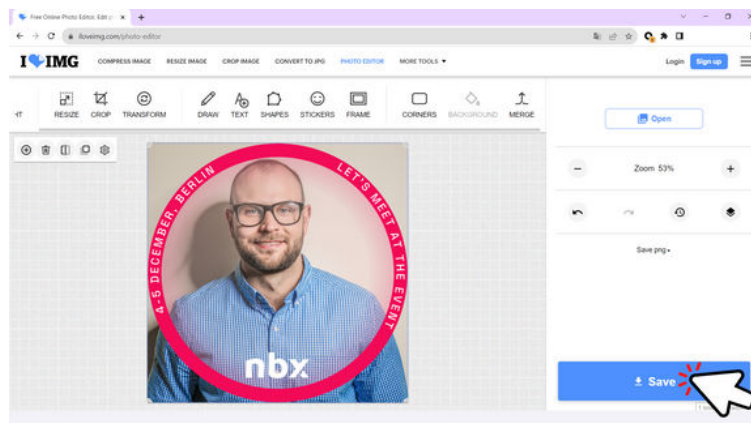 Free Online Photo Editor. Edit p
iloveimg.com/photo-editor
I IMG
COMPRESS IMAGE
RESIZE IMAGE
CROP IMAGE
CONVERT TO JPG
PHOTO EDITOR
MORE TOOLS
Login
Sign up
HT
RESIZE
CROP
TRANSFORM
DRAW
TEXT
SHAPES
STICKERS
FRAME
CORNERS
BACKGROUND
MERGE
Open
Zoom 53%
Save png
Save
4-5 DECEMBER, BERLIN
LET'S MEET AT THE EVENT
nbx